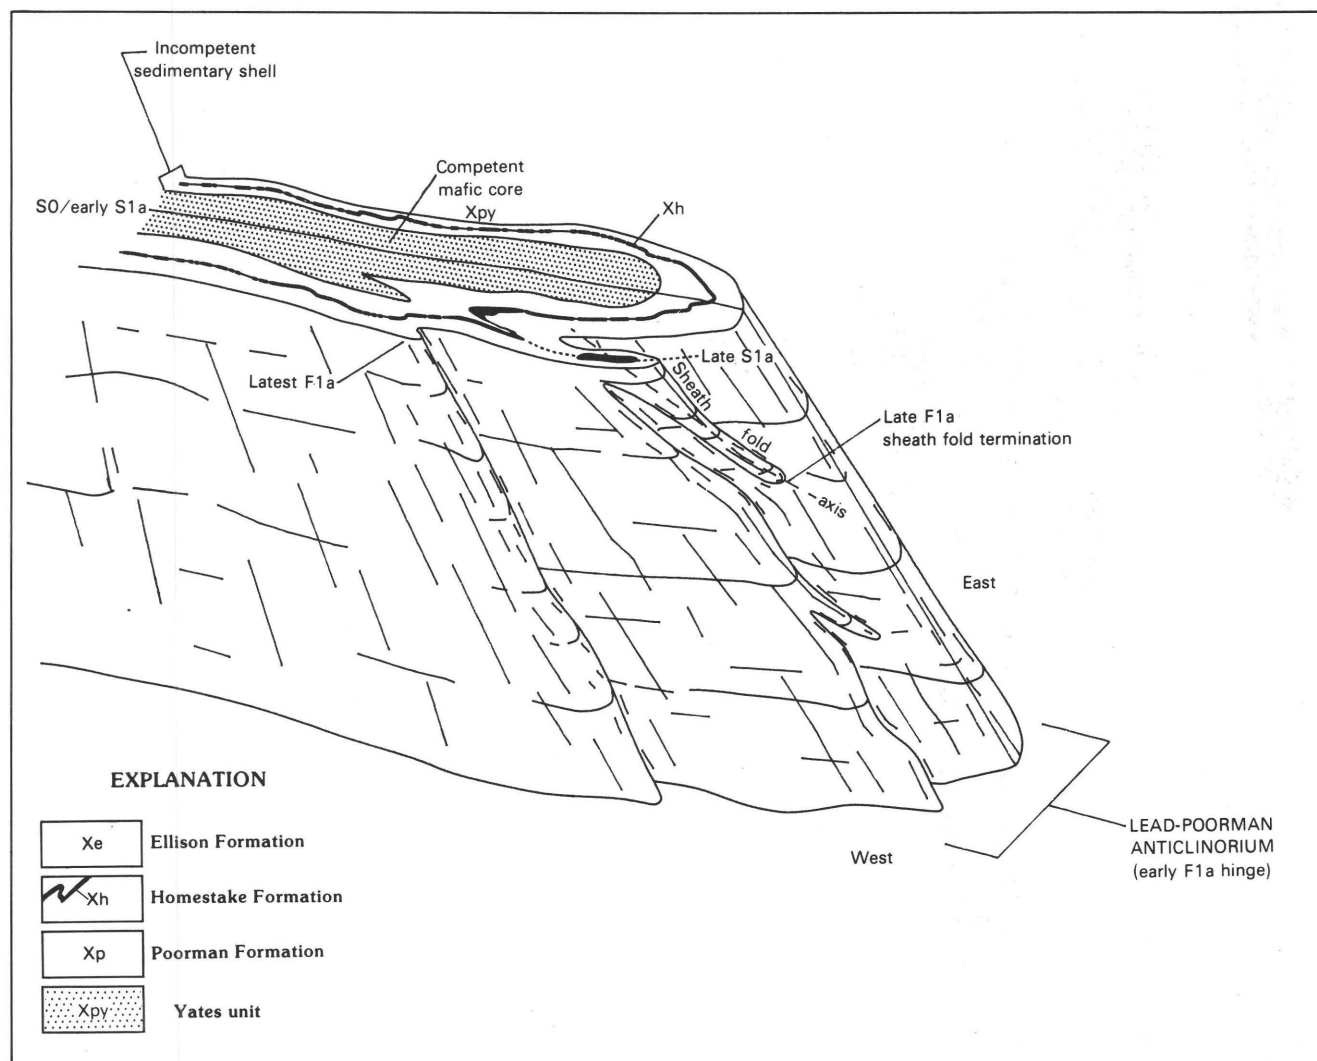 Incompetent
sedimentary shell
Competent
mafic core
Xpy
Xh
S0/early S1a
Latest F1a
Late S1a
Sheath
fold
axis
Late F1a
sheath fold termination
East
West
LEAD-POORMAN
ANTICLINORIUM
(early F1a hinge)
EXPLANATION
Xe Ellison Formation
Xh Homestake Formation
Xp Poorman Formation
Xpy Yates unit